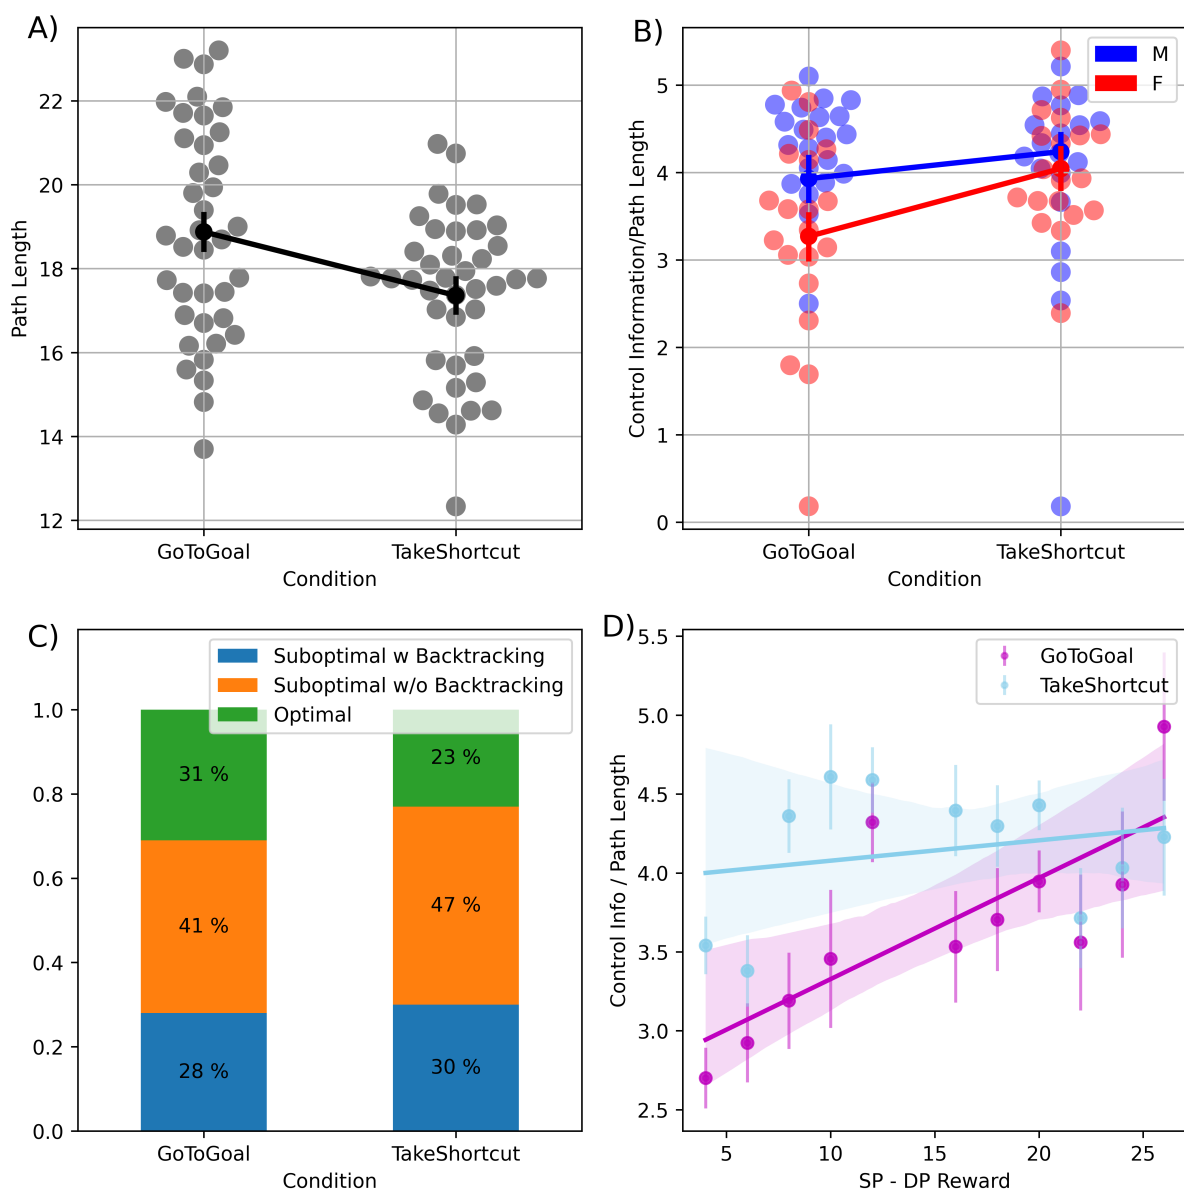 A)
Path Length
22
20
18
16
14
12
GoToGoal
TakeShortcut
Condition
B)
M
F
Control Information/Path Length
5
4
3
2
1
0
GoToGoal
TakeShortcut
Condition
C)
Suboptimal w Backtracking
Suboptimal w/o Backtracking
Optimal
1.0
0.8
0.6
0.4
0.2
0.0
31 %
23 %
41 %
47 %
28 %
30 %
GoToGoal
TakeShortcut
Condition
D)
GoToGoal
TakeShortcut
Control Info / Path Length
5.5
5.0
4.5
4.0
3.5
3.0
2.5
5
10
15
20
25
SP - DP Reward